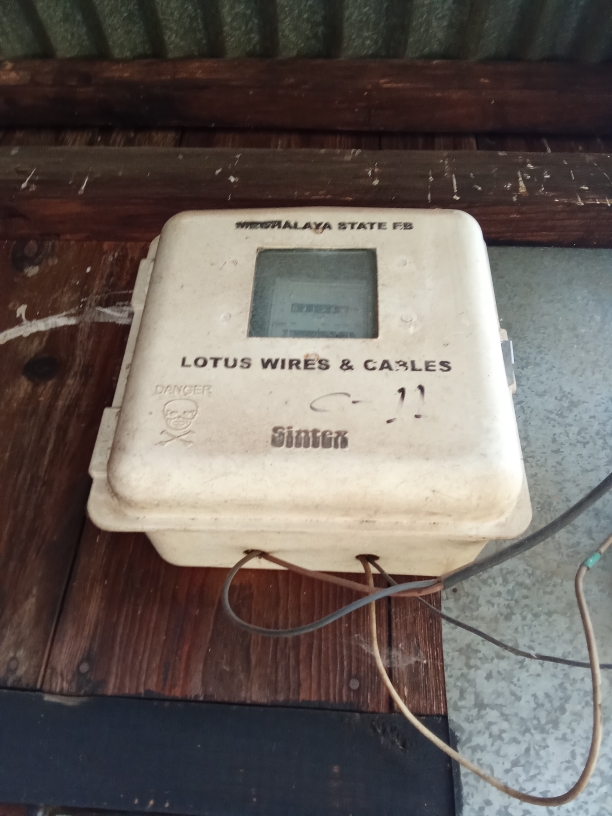 MEGHALAYA STATE EB
LOTUS WIRES & CABLES
DANGER
C-11
Sintex